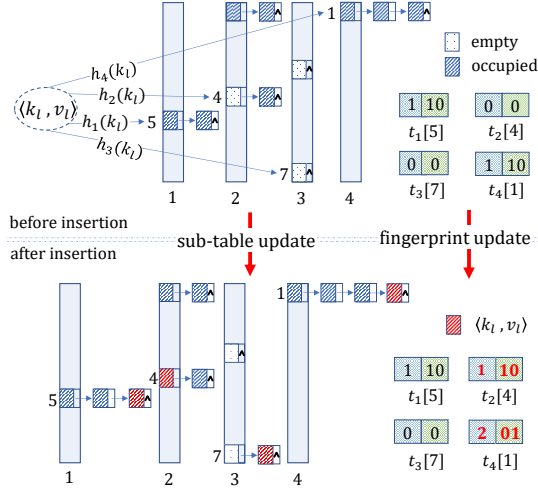 1
h₄(kₗ)
empty
occupied
h₂(kₗ)
4
⟨kₗ, vₗ⟩
h₁(kₗ)
5
h₃(kₗ)
7
1 2 3 4
1 10 0 0
t₁[5] t₂[4]
0 0 1 10
t₃[7] t₄[1]
before insertion
sub-table update fingerprint update
after insertion
1
⟨kₗ, vₗ⟩
4
5
7
1 2 3 4
1 10 1 10
t₁[5] t₂[4]
0 0 2 01
t₃[7] t₄[1]